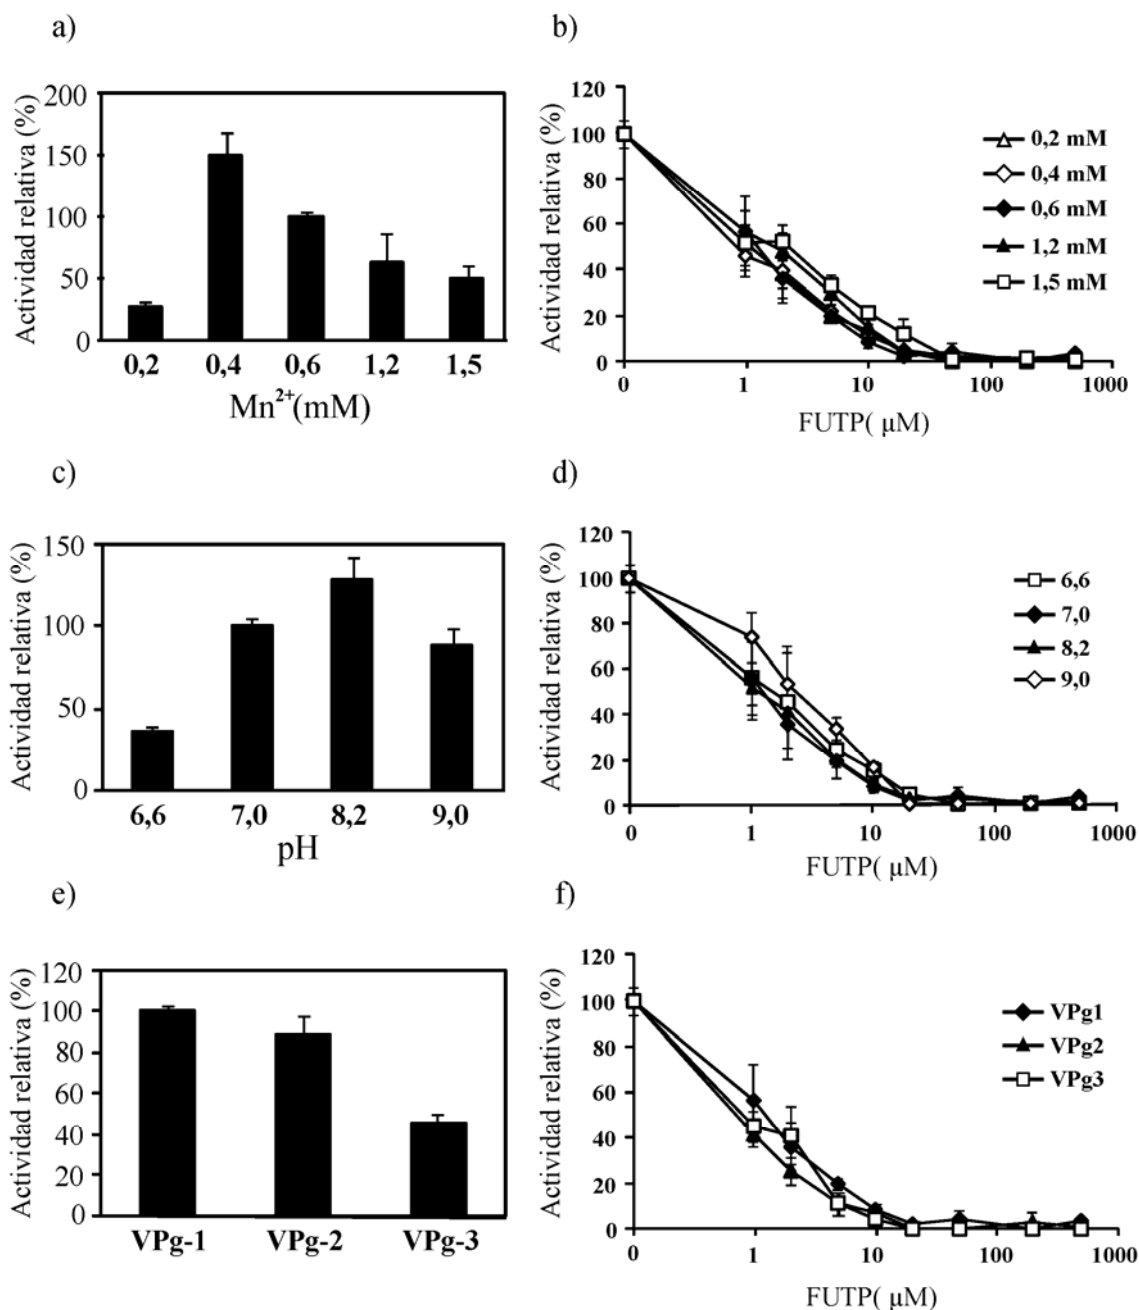 a)
Actividad relativa (%)
200
150
100
50
0
0,2 0,4 0,6 1,2 1,5
Mn²⁺(mM)
b)
Actividad relativa (%)
120
100
80
60
40
20
0
0 1 10 100 1000
FUTP( μM)
0,2 mM
0,4 mM
0,6 mM
1,2 mM
1,5 mM
c)
Actividad relativa (%)
150
100
50
0
6,6 7,0 8,2 9,0
pH
d)
Actividad relativa (%)
120
100
80
60
40
20
0
0 1 10 100 1000
FUTP( μM)
6,6
7,0
8,2
9,0
e)
Actividad relativa (%)
120
100
80
60
40
20
0
VPg-1 VPg-2 VPg-3
f)
Actividad relativa (%)
120
100
80
60
40
20
0
0 1 10 100 1000
FUTP( μM)
VPg1
VPg2
VPg3